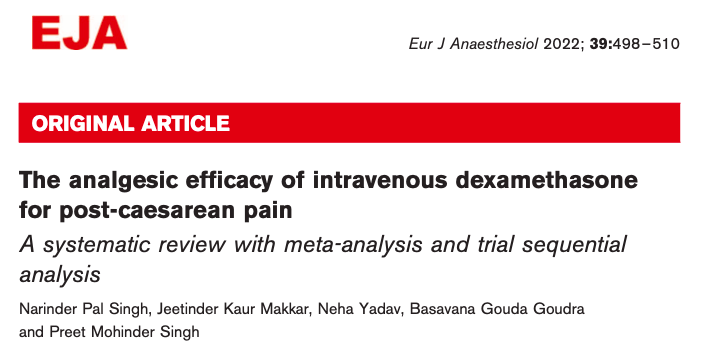 EJA
Eur J Anaesthesiol 2022; 39:498–510
ORIGINAL ARTICLE
The analgesic efficacy of intravenous dexamethasone
for post-caesarean pain
A systematic review with meta-analysis and trial sequential
analysis
Narinder Pal Singh, Jeetinder Kaur Makkar, Neha Yadav, Basavana Gouda Goudra
and Preet Mohinder Singh